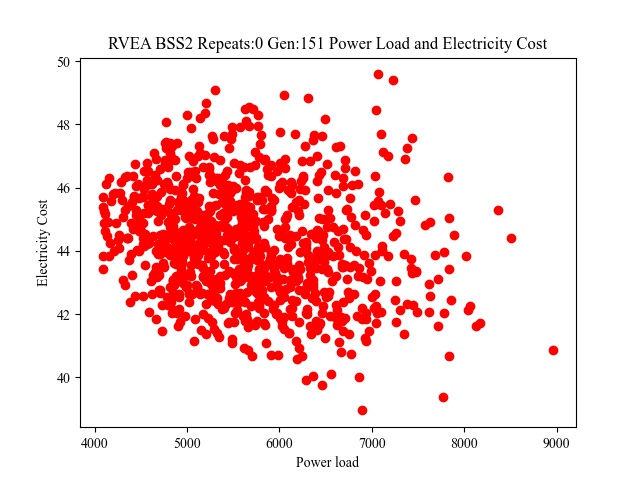 RVEA BSS2 Repeats:0 Gen:151 Power Load and Electricity Cost
50
48
46
44
42
40
Electricity Cost
4000 5000 6000 7000 8000 9000
Power load